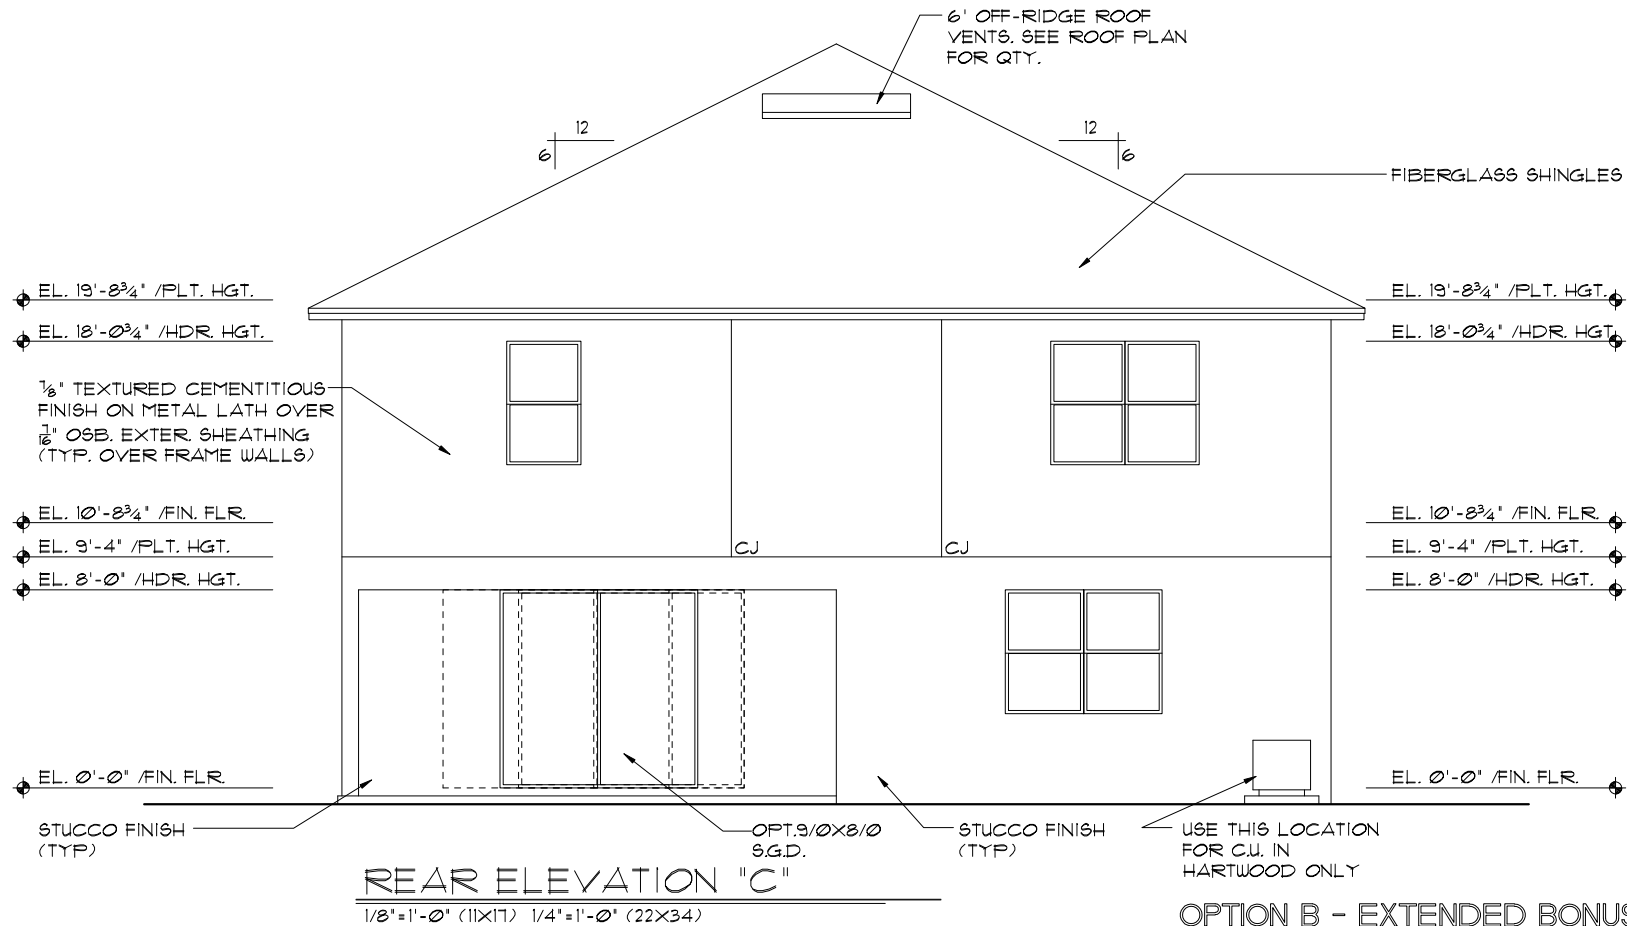 6' OFF-RIDGE ROOF
VENTS. SEE ROOF PLAN
FOR QTY.
12
6
12
6
FIBERGLASS SHINGLES
EL. 19'-8¾" /PLT. HGT.
EL. 19'-8¾" /PLT. HGT.
EL. 18'-0¾" /HDR. HGT.
EL. 18'-0¾" /HDR. HGT
⅞" TEXTURED CEMENTITIOUS
FINISH ON METAL LATH OVER
7/16" OSB. EXTER. SHEATHING
(TYP. OVER FRAME WALLS)
EL. 10'-8¾" /FIN. FLR.
EL. 10'-8¾" /FIN. FLR.
EL. 9'-4" /PLT. HGT.
CJ
CJ
EL. 9'-4" /PLT. HGT.
EL. 8'-0" /HDR. HGT.
EL. 8'-0" /HDR. HGT.
EL. 0'-0" /FIN. FLR.
EL. 0'-0" /FIN. FLR.
STUCCO FINISH
(TYP)
OPT.9/0X8/0
S.G.D.
STUCCO FINISH
(TYP)
USE THIS LOCATION
FOR C.U. IN
HARTWOOD ONLY
REAR ELEVATION "C"
1/8"=1'-0" (11X17) 1/4"=1'-0" (22X34)
OPTION B - EXTENDED BONUS